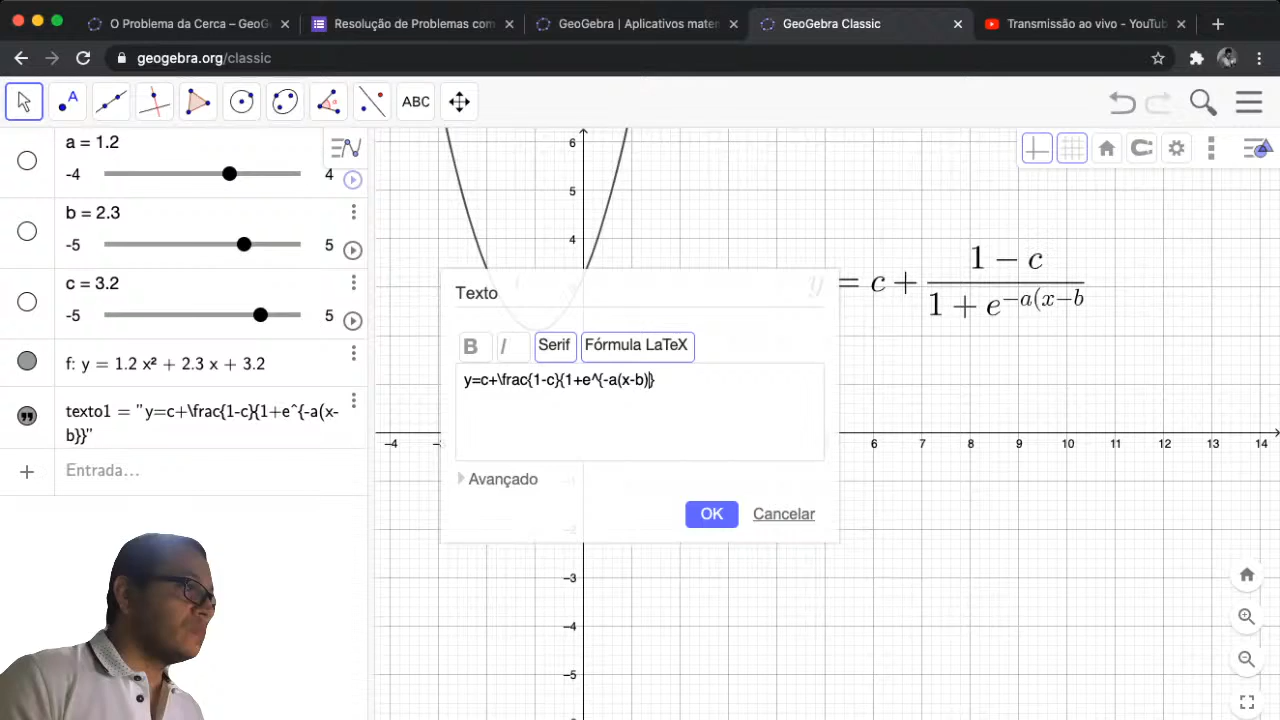 O Problema da Cerca – GeoG
Resolução de Problemas com
GeoGebra | Aplicativos mater
GeoGebra Classic
Transmissão ao vivo - YouTub
geogebra.org/classic
A
ABC
a = 1.2
-4 4
b = 2.3
-5 5
c = 3.2
-5 5
f: y = 1.2 x² + 2.3 x + 3.2
texto1 = "y=c+\frac{1-c}{1+e^{-a(x-
b}}"
Entrada...
6
5
4
y = c + \frac{1 − c}{1 + e^{−a(x−b}}
Texto
B I Serif Fórmula LaTeX
y=c+\frac{1-c}{1+e^{-a(x-b)}
Avançado
OK Cancelar
–4 6 7 8 9 10 11 12 13 14
–3
–4
–5